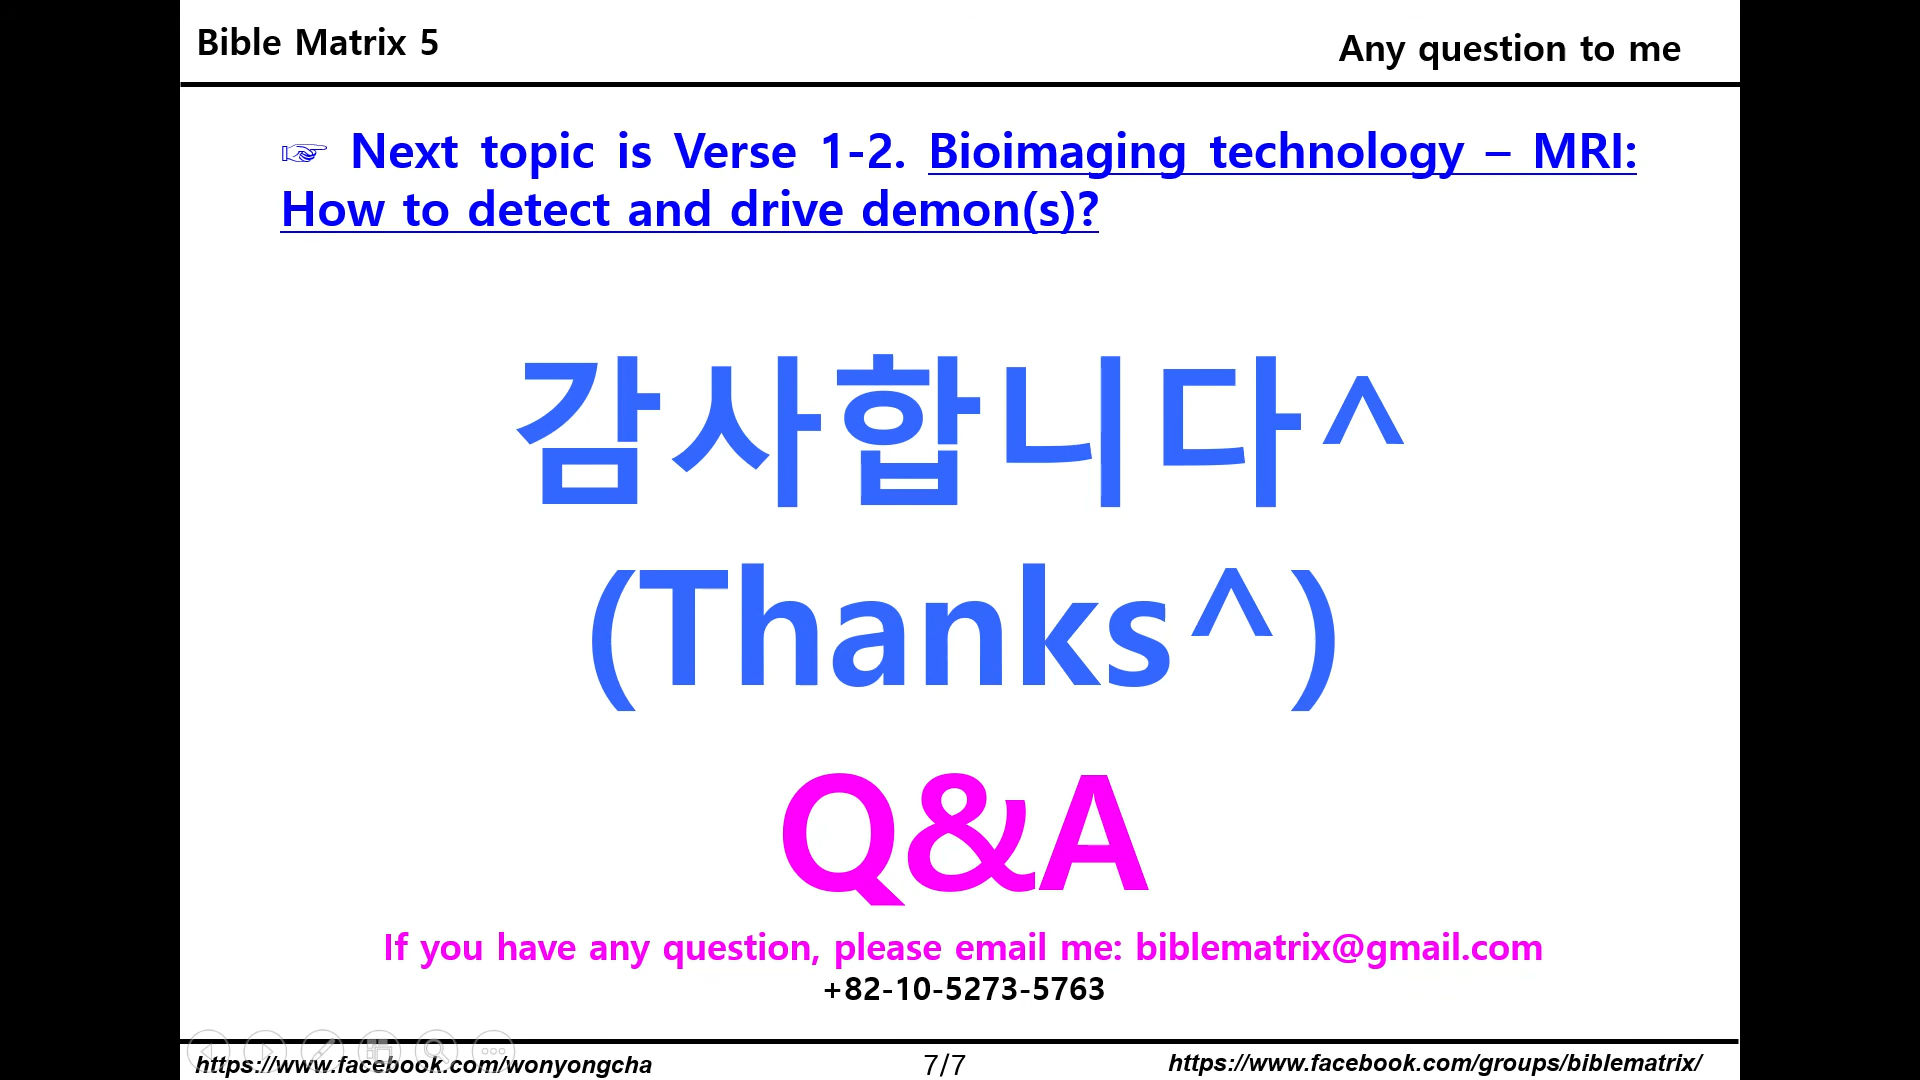 Bible Matrix 5
Any question to me
☞ Next topic is Verse 1-2. Bioimaging technology – MRI:
How to detect and drive demon(s)?
감사합니다^
(Thanks^)
Q&A
If you have any question, please email me: biblematrix@gmail.com
+82-10-5273-5763
https://www.facebook.com/wonyongcha
7/7
https://www.facebook.com/groups/biblematrix/